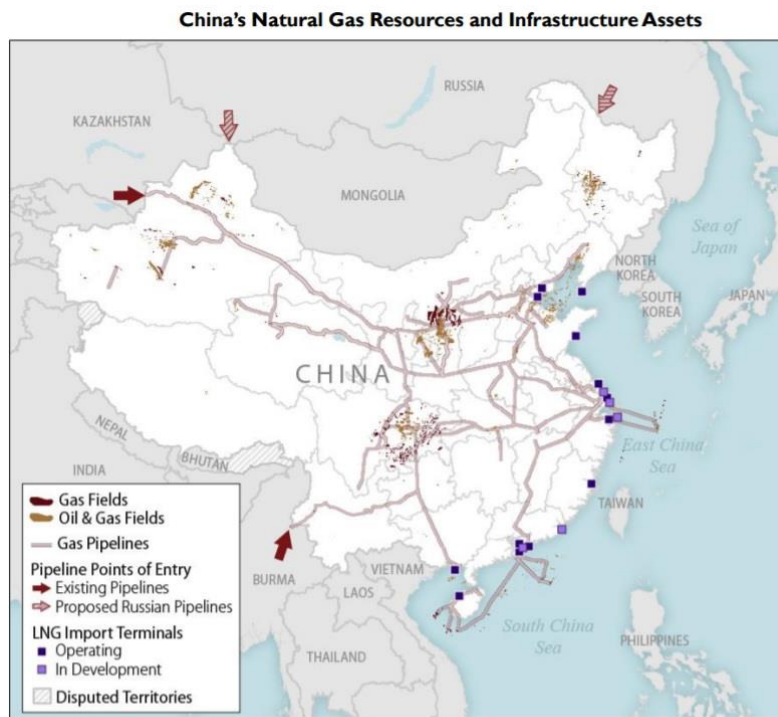 China's Natural Gas Resources and Infrastructure Assets
RUSSIA
KAZAKHSTAN
MONGOLIA
Sea of
Japan
NORTH
KOREA
SOUTH
KOREA
JAPAN
CHINA
NEPAL
BHUTAN
INDIA
East China
Sea
TAIWAN
BURMA
VIETNAM
LAOS
THAILAND
South China
Sea
PHILIPPINES
Gas Fields
Oil & Gas Fields
Gas Pipelines
Pipeline Points of Entry
Existing Pipelines
Proposed Russian Pipelines
LNG Import Terminals
Operating
In Development
Disputed Territories